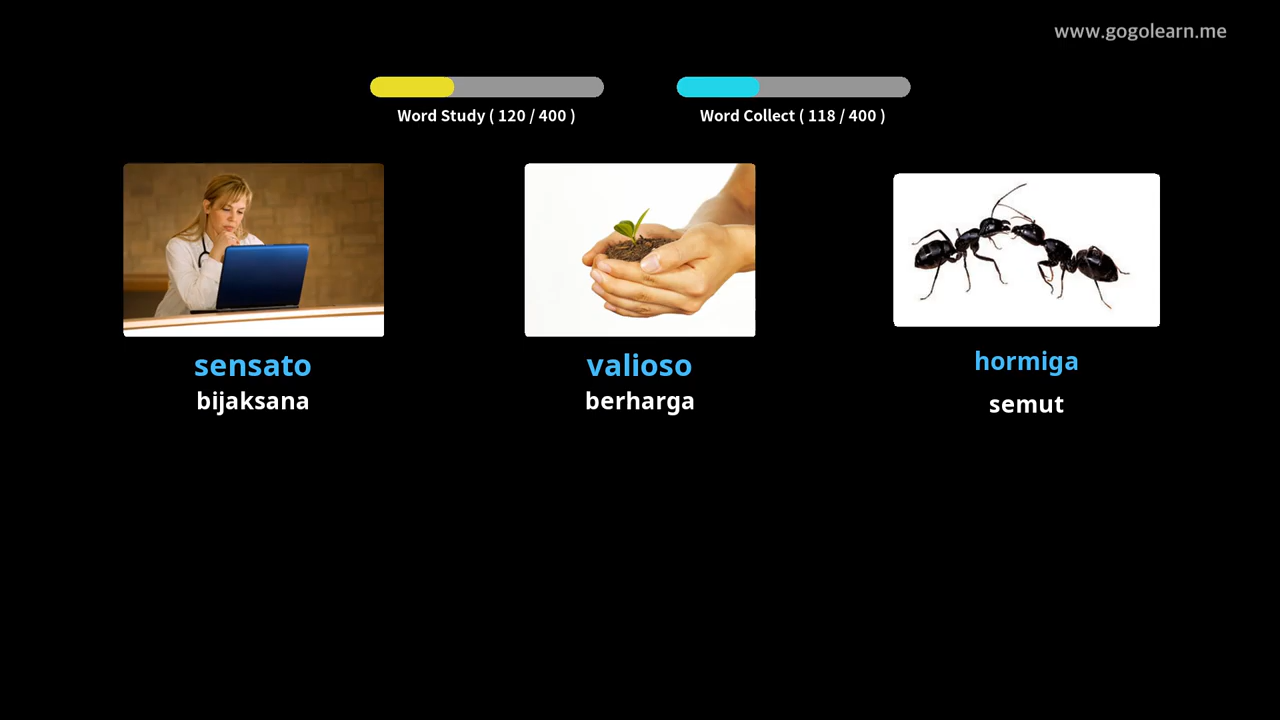 www.gogolearn.me
Word Study ( 120 / 400 )
Word Collect ( 118 / 400 )
sensato
bijaksana
valioso
berharga
hormiga
semut